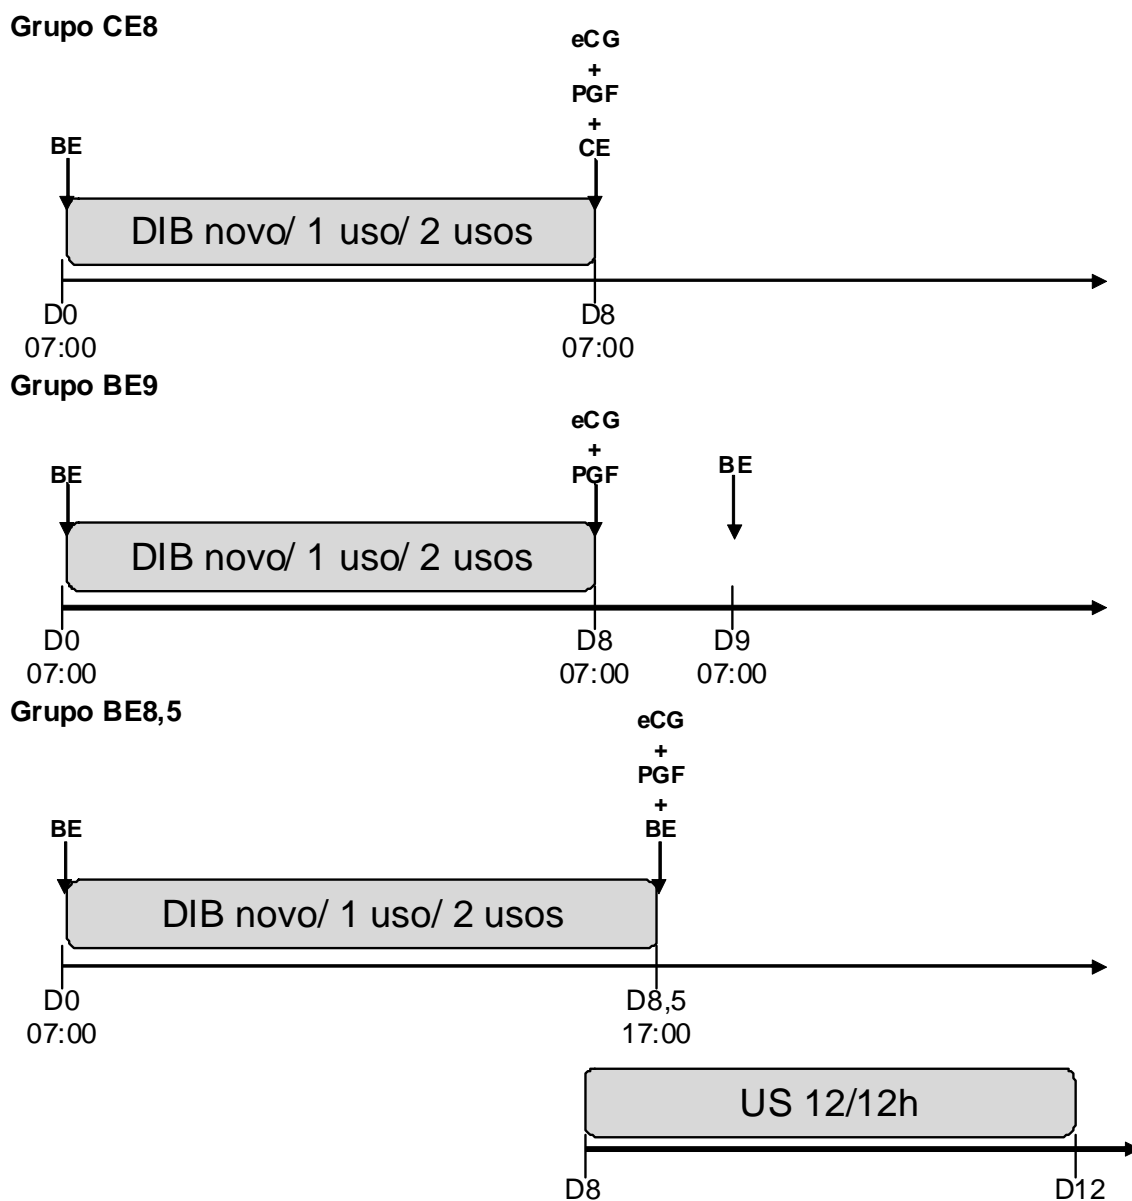 Grupo CE8
eCG
+
PGF
+
CE
BE
DIB novo/ 1 uso/ 2 usos
D0
07:00
D8
07:00
Grupo BE9
eCG
+
PGF
BE
BE
DIB novo/ 1 uso/ 2 usos
D0
07:00
D8
07:00
D9
07:00
Grupo BE8,5
eCG
+
PGF
+
BE
BE
DIB novo/ 1 uso/ 2 usos
D0
07:00
D8,5
17:00
US 12/12h
D8
D12